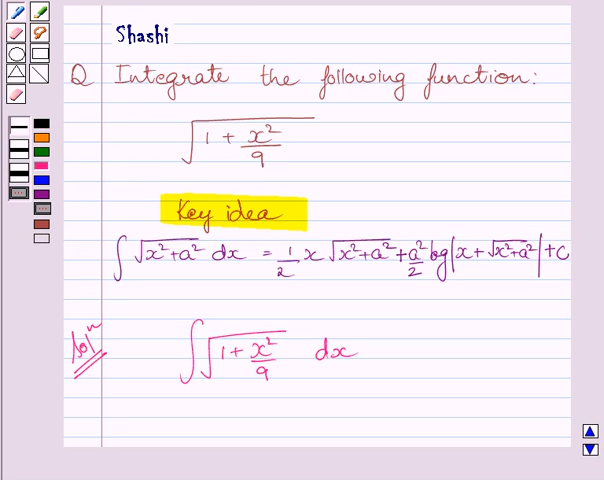 Shashi
Q Integrate the following function:
√(1 + x²/9)
Key idea
∫ √(x²+a²) dx = 1/2 x √(x²+a²) + a²/2 log|x + √(x²+a²)| + C
Solⁿ
∫ √(1 + x²/9) dx